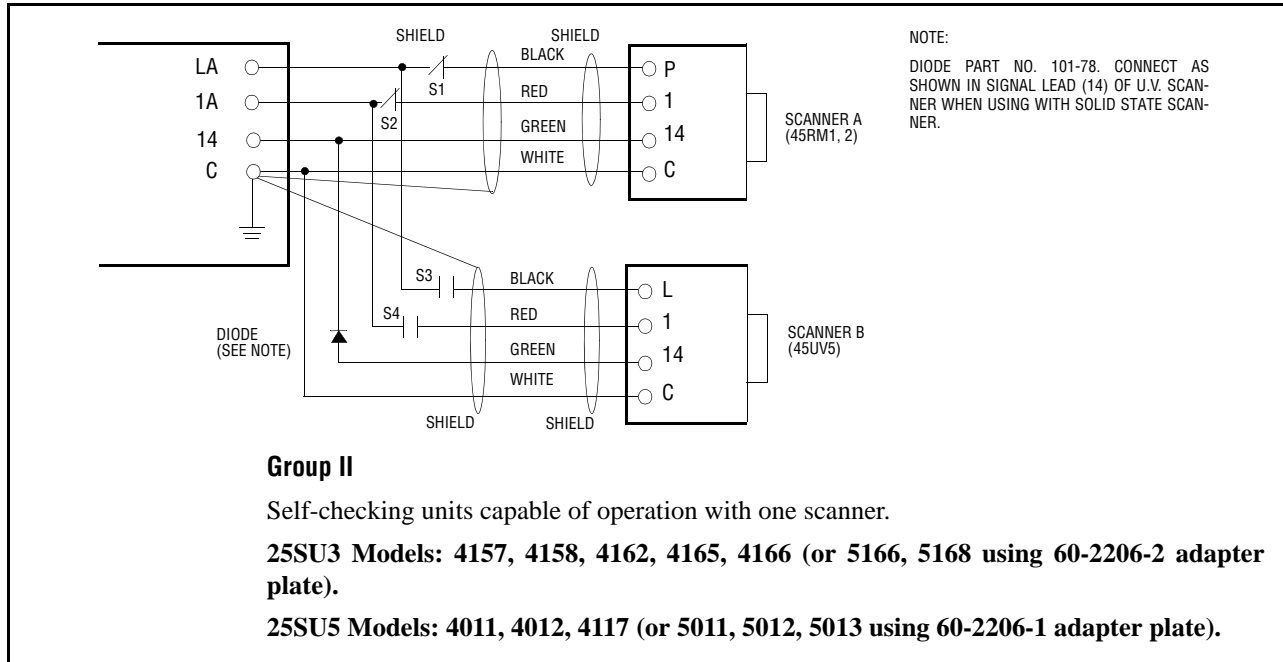 SHIELD
SHIELD
LA
BLACK
P
S1
1A
RED
1
S2
14
GREEN
14
C
WHITE
C
SCANNER A
(45RM1, 2)
NOTE:
DIODE PART NO. 101-78. CONNECT AS
SHOWN IN SIGNAL LEAD (14) OF U.V. SCAN-
NER WHEN USING WITH SOLID STATE SCAN-
NER.
S3
BLACK
L
S4
RED
1
DIODE
(SEE NOTE)
GREEN
14
WHITE
C
SCANNER B
(45UV5)
SHIELD
SHIELD
Group II
Self-checking units capable of operation with one scanner.
25SU3 Models: 4157, 4158, 4162, 4165, 4166 (or 5166, 5168 using 60-2206-2 adapter
plate).
25SU5 Models: 4011, 4012, 4117 (or 5011, 5012, 5013 using 60-2206-1 adapter plate).